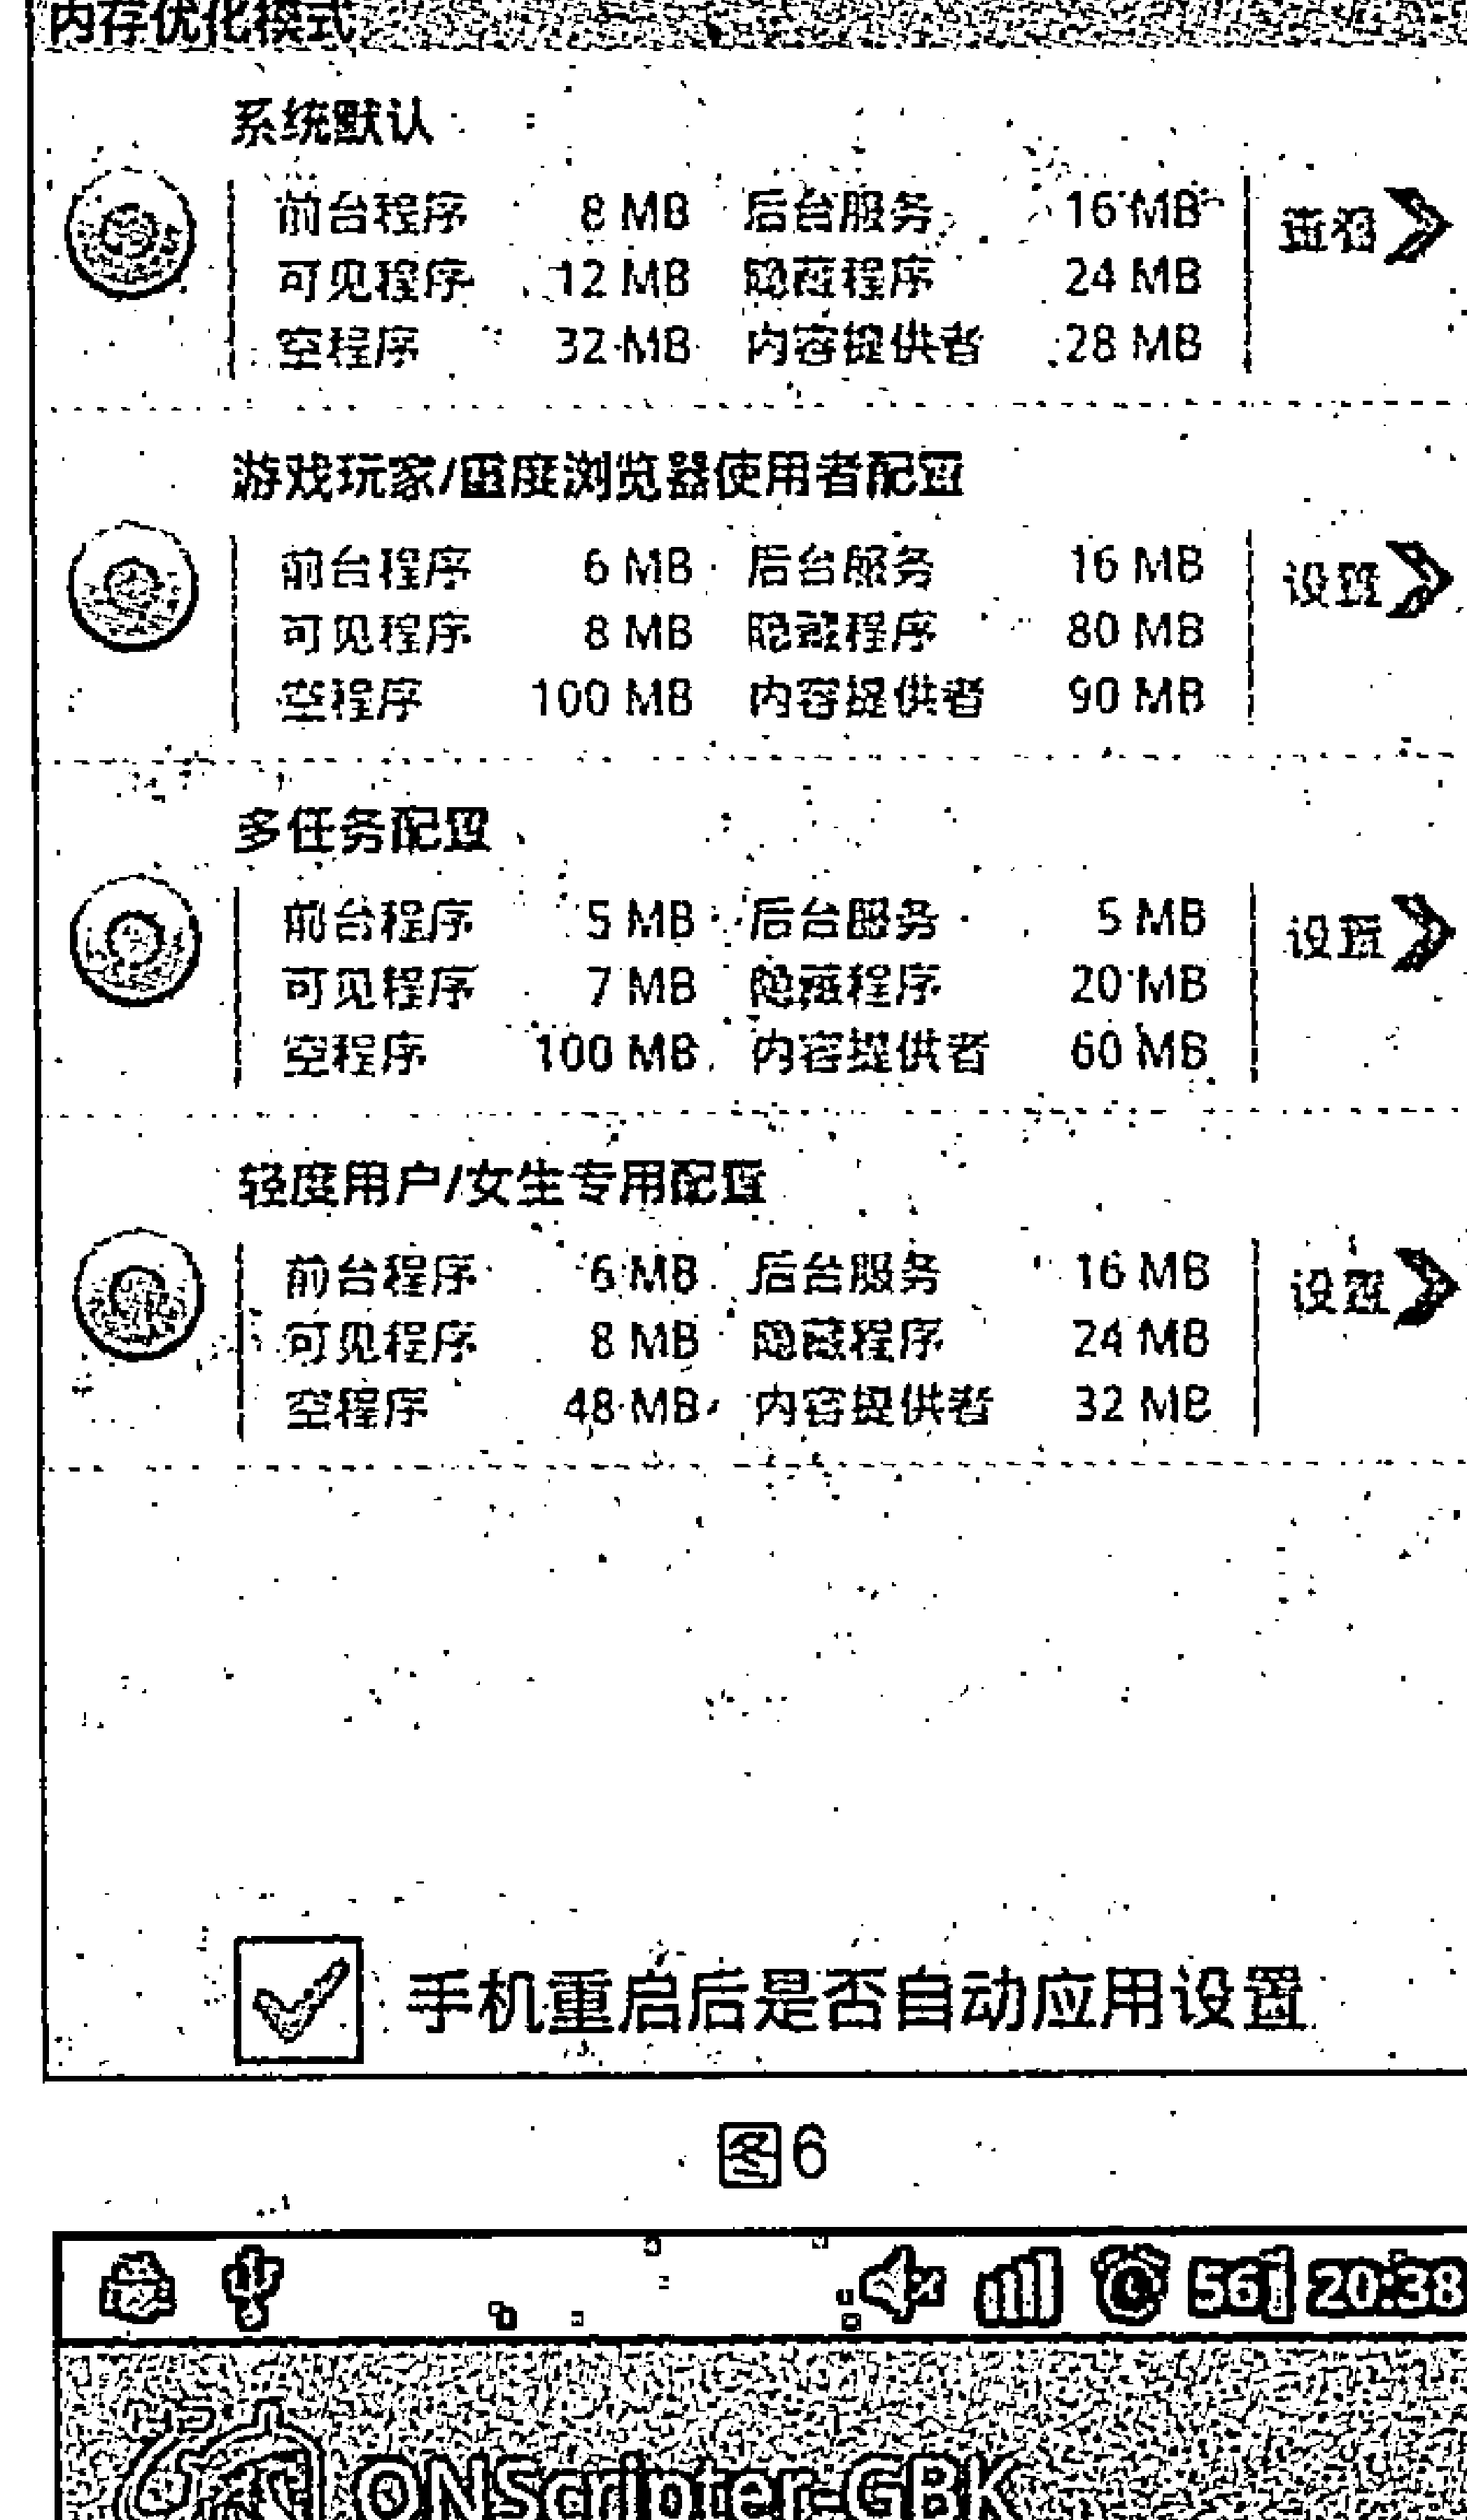 内存优化模式
系统默认
前台程序 8 MB 后台服务 16 MB
可见程序 12 MB 隐藏程序 24 MB
空程序 32 MB 内容提供者 28 MB
查看
游戏玩家/重度浏览器使用者配置
前台程序 6 MB 后台服务 16 MB
可见程序 8 MB 隐藏程序 80 MB
空程序 100 MB 内容提供者 90 MB
设置
多任务配置
前台程序 5 MB 后台服务 5 MB
可见程序 7 MB 隐藏程序 20 MB
空程序 100 MB 内容提供者 60 MB
设置
轻度用户/女生专用配置
前台程序 6 MB 后台服务 16 MB
可见程序 8 MB 隐藏程序 24 MB
空程序 48 MB 内容提供者 32 MB
设置
手机重启后是否自动应用设置
图6
56 20:38
ONScripter-GBK